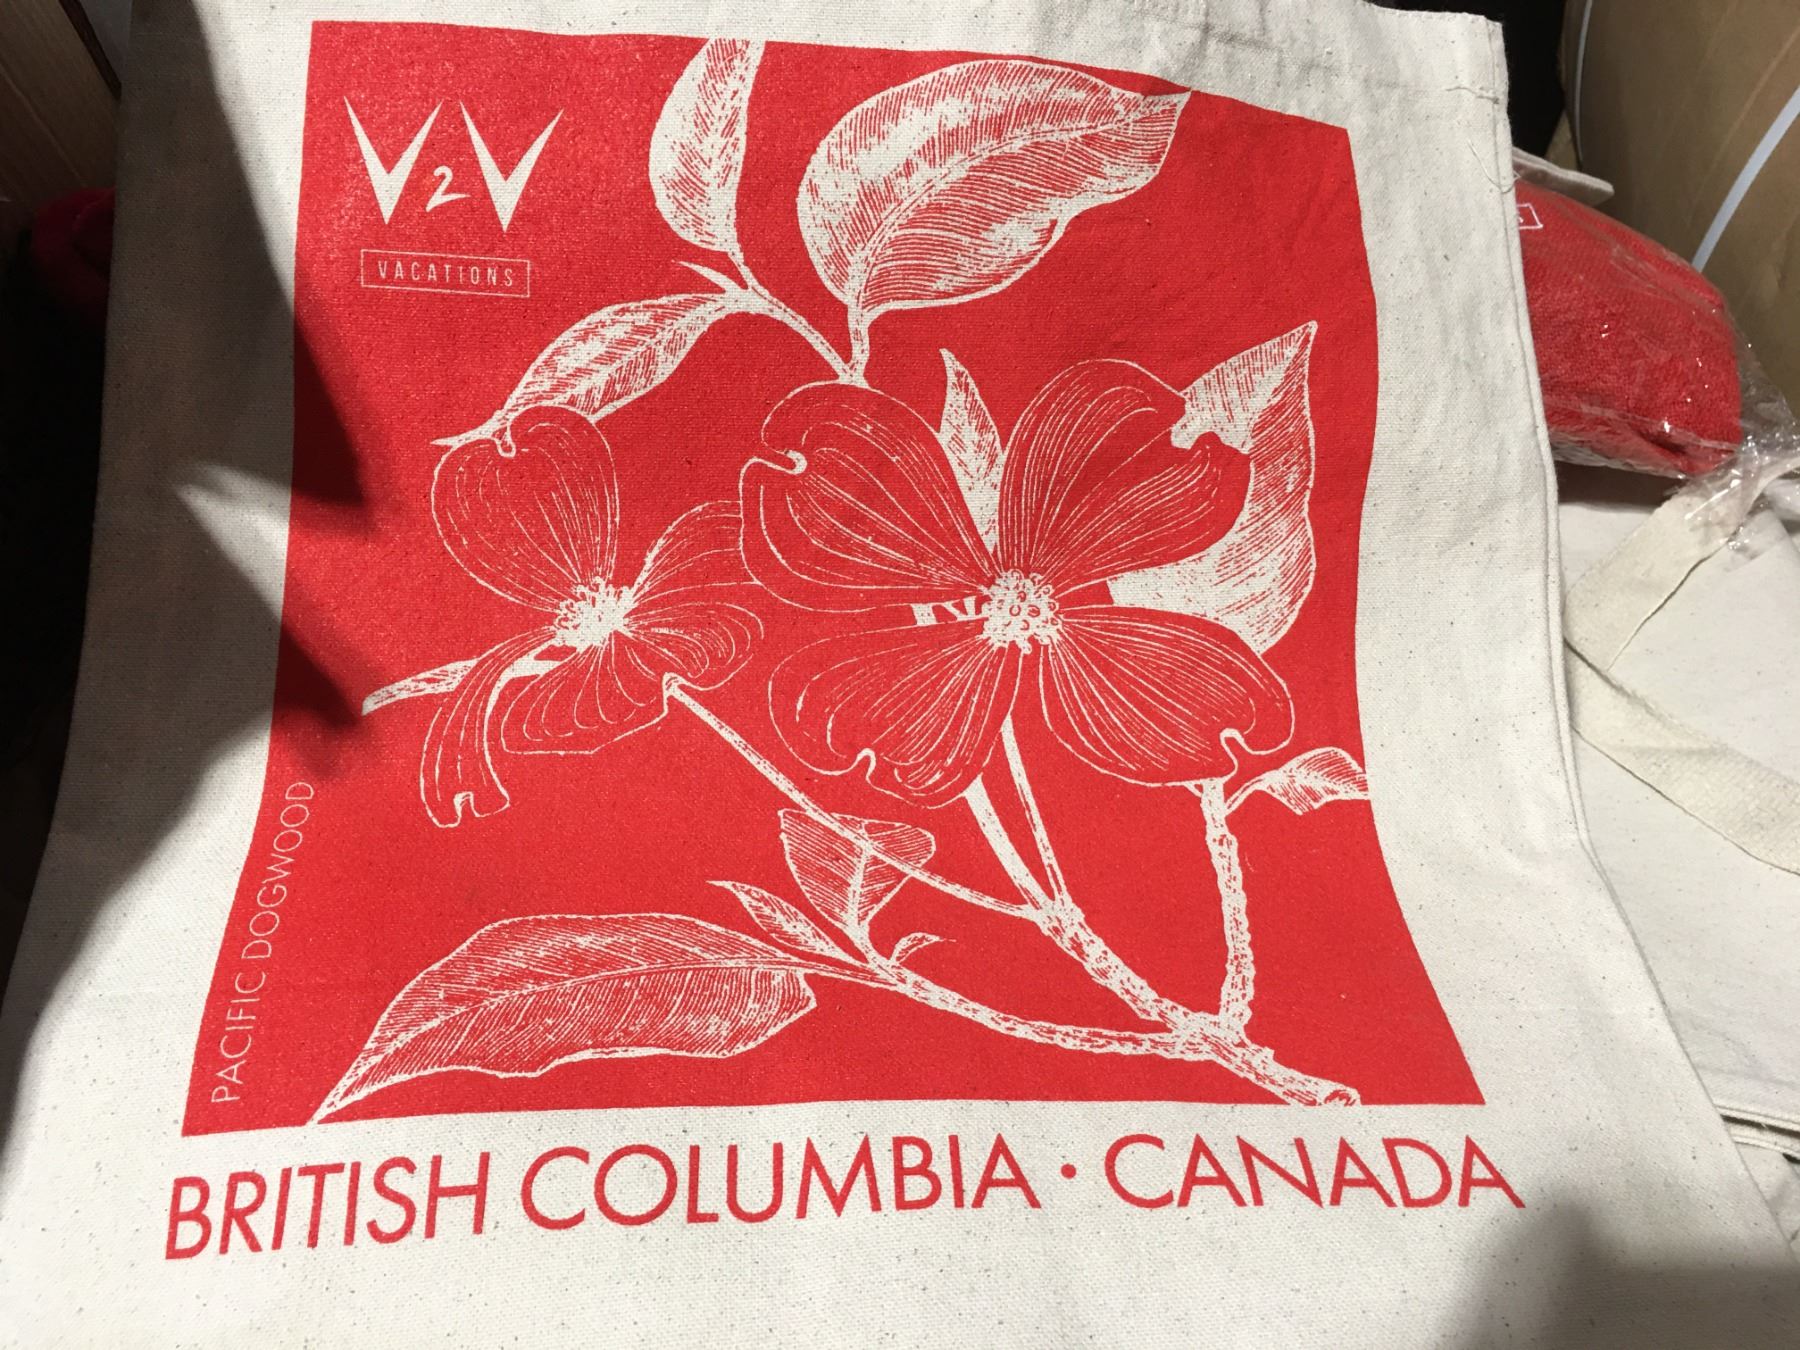 V2V
VACATIONS
PACIFIC DOGWOOD
BRITISH COLUMBIA · CANADA